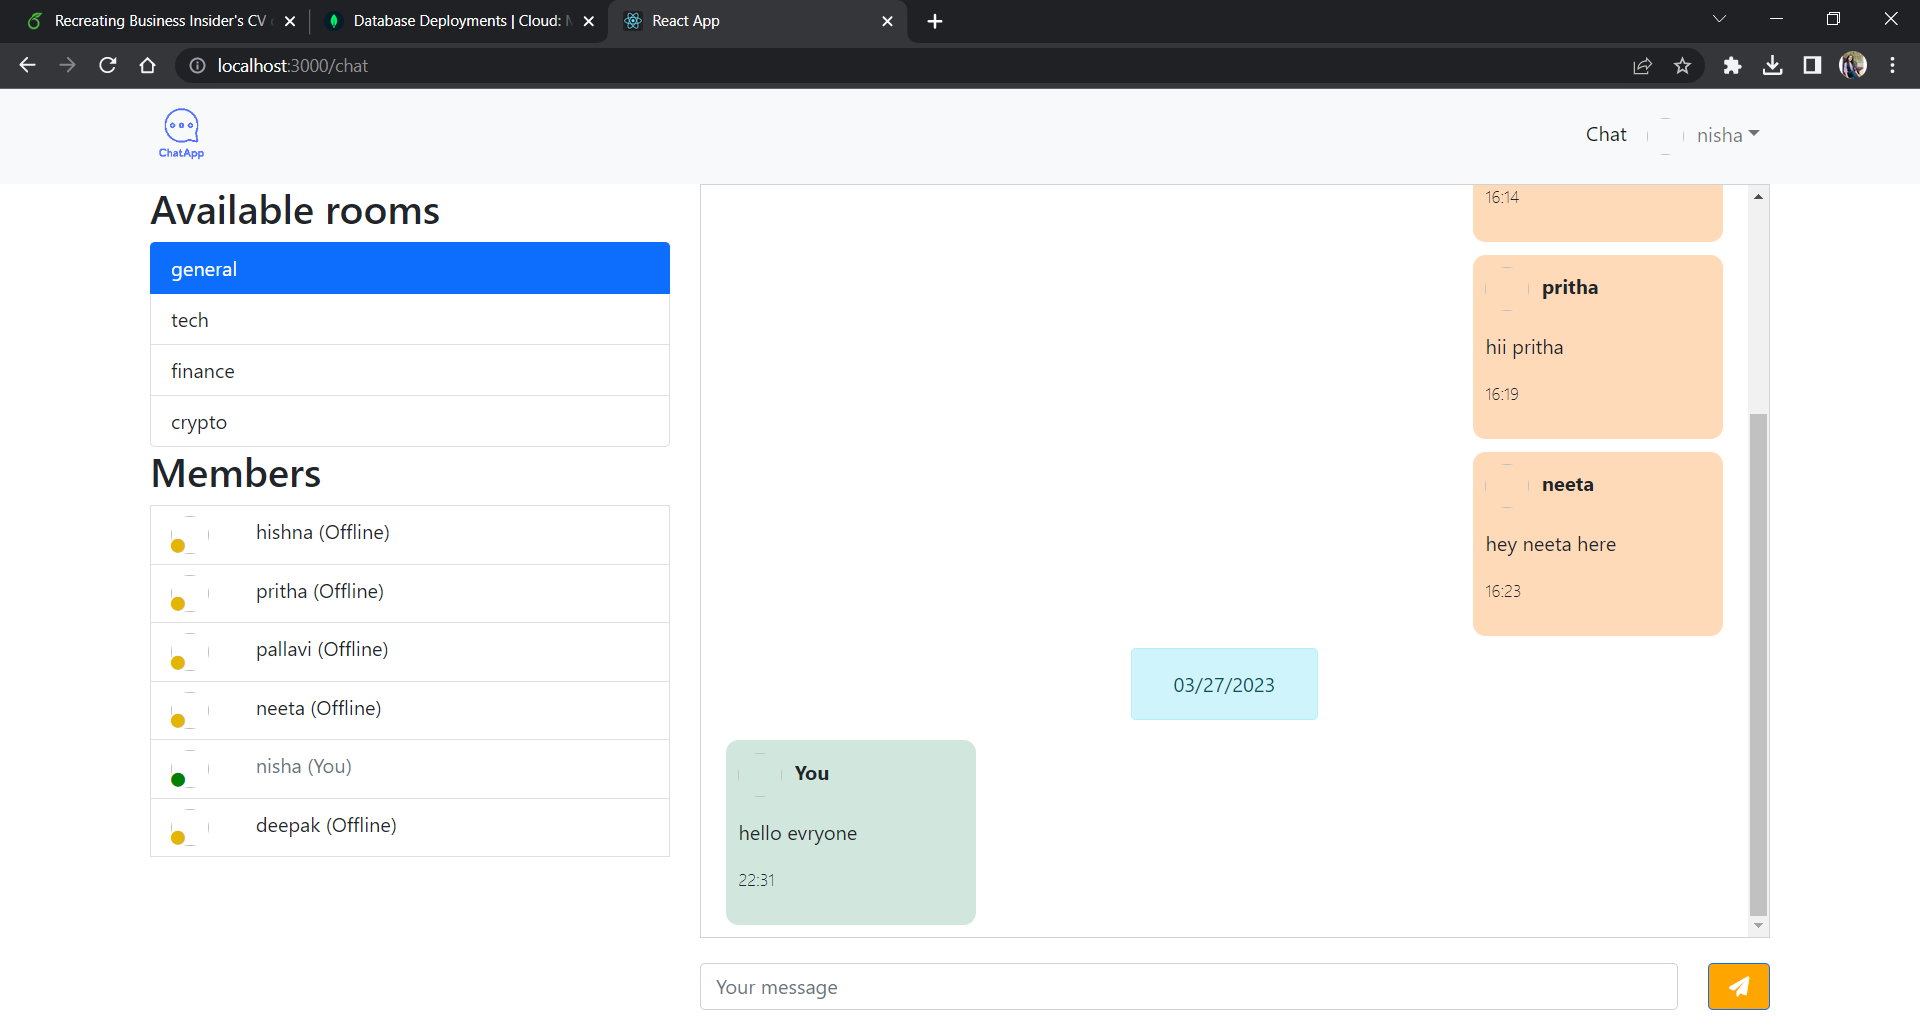 Recreating Business Insider's CV
Database Deployments | Cloud:
React App
localhost:3000/chat
ChatApp
Chat
nisha
Available rooms
general
tech
finance
crypto
Members
hishna (Offline)
pritha (Offline)
pallavi (Offline)
neeta (Offline)
nisha (You)
deepak (Offline)
16:14
pritha
hii pritha
16:19
neeta
hey neeta here
16:23
03/27/2023
You
hello evryone
22:31
Your message